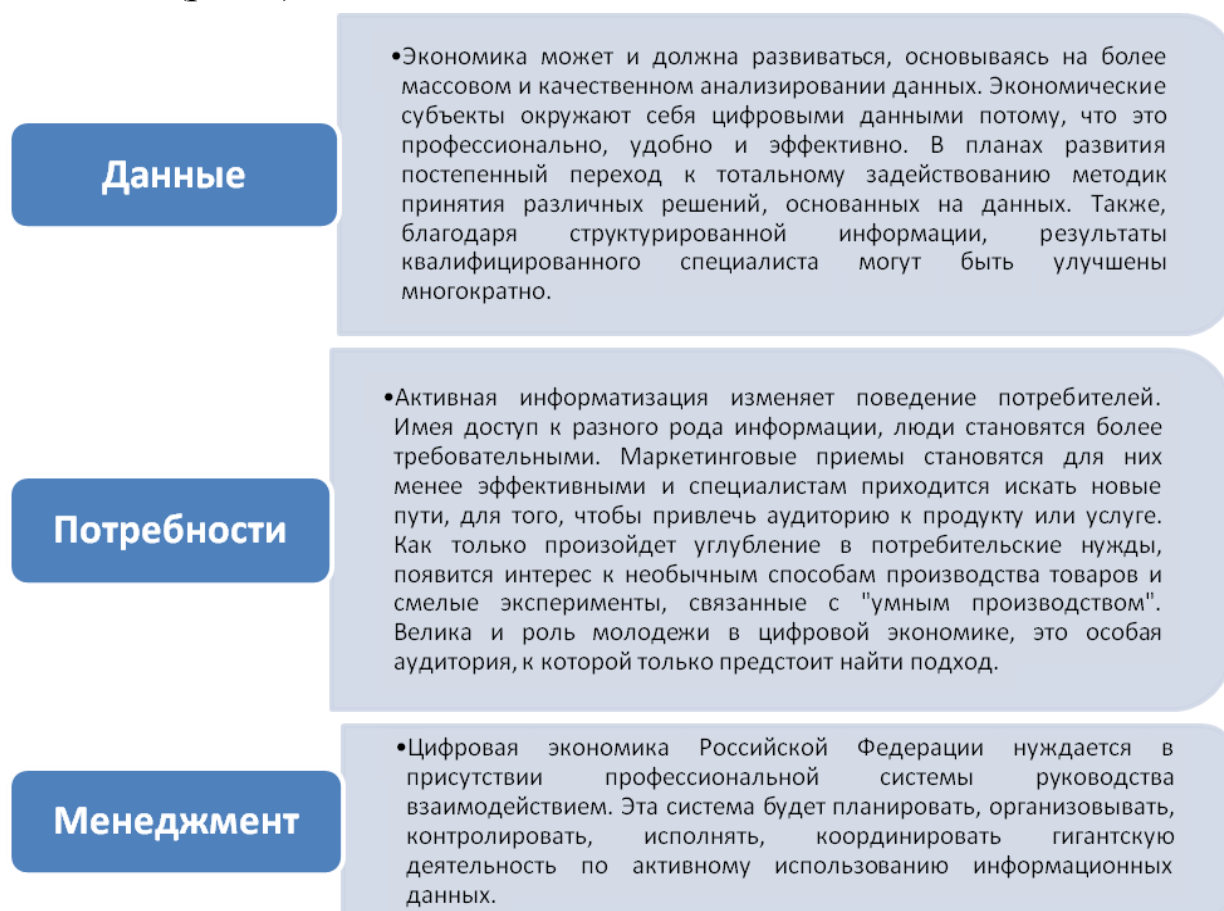 Данные
•Экономика может и должна развиваться, основываясь на более
массовом и качественном анализировании данных. Экономические
субъекты окружают себя цифровыми данными потому, что это
профессионально, удобно и эффективно. В планах развития
постепенный переход к тотальному задействованию методик
принятия различных решений, основанных на данных. Также,
благодаря структурированной информации, результаты
квалифицированного специалиста могут быть улучшены
многократно.
Потребности
•Активная информатизация изменяет поведение потребителей.
Имея доступ к разного рода информации, люди становятся более
требовательными. Маркетинговые приемы становятся для них
менее эффективными и специалистам приходится искать новые
пути, для того, чтобы привлечь аудиторию к продукту или услуге.
Как только произойдет углубление в потребительские нужды,
появится интерес к необычным способам производства товаров и
смелые эксперименты, связанные с "умным производством".
Велика и роль молодежи в цифровой экономике, это особая
аудитория, к которой только предстоит найти подход.
Менеджмент
•Цифровая экономика Российской Федерации нуждается в
присутствии профессиональной системы руководства
взаимодействием. Эта система будет планировать, организовывать,
контролировать, исполнять, координировать гигантскую
деятельность по активному использованию информационных
данных.